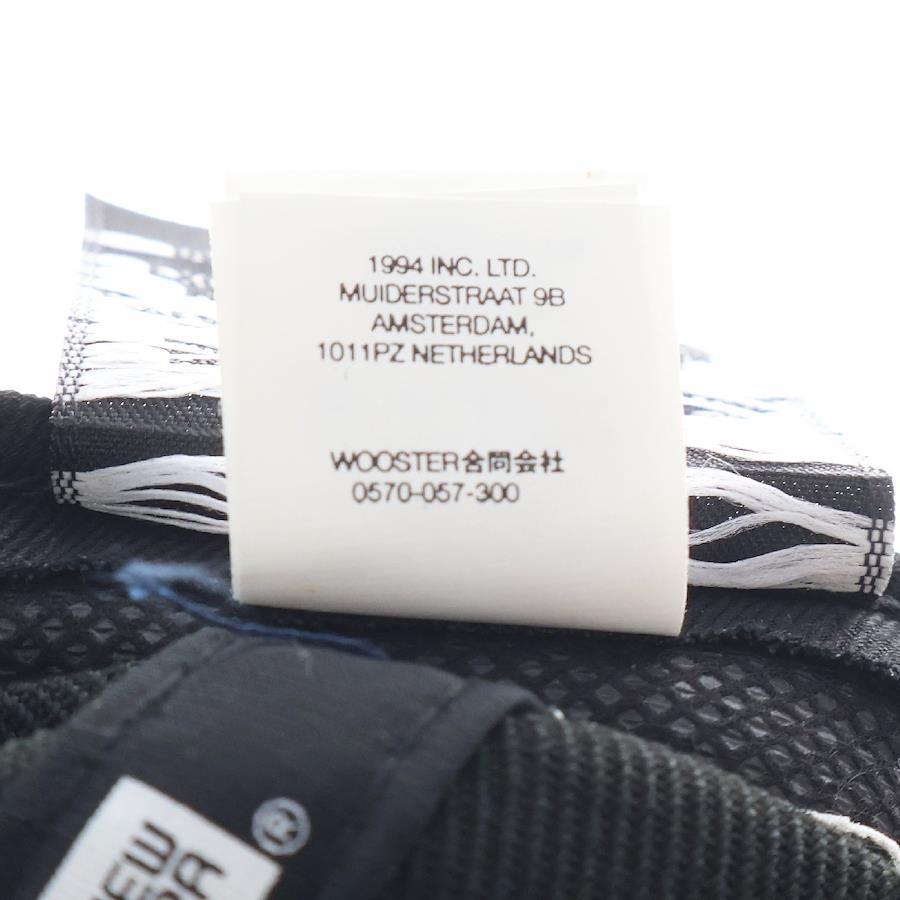 1994 INC. LTD.
MUIDERSTRAAT 9B
AMSTERDAM,
1011PZ NETHERLANDS
WOOSTER合同会社
0570-057-300
®